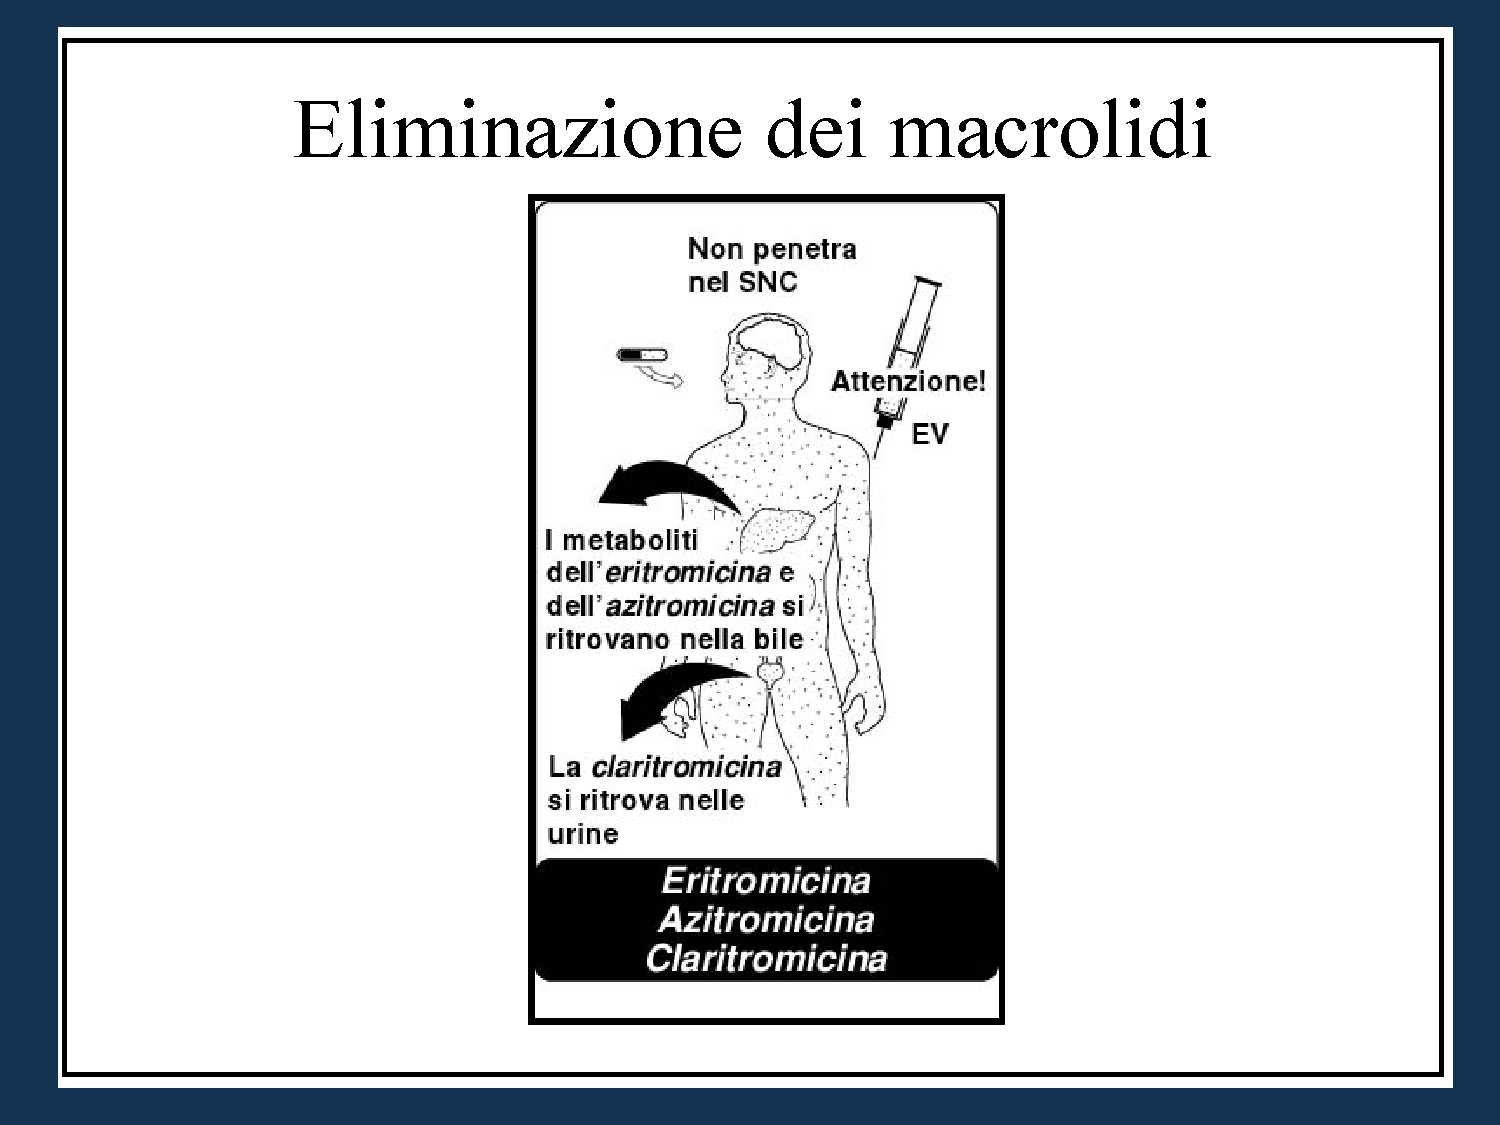 Eliminazione dei macrolidi
Non penetra
nel SNC
Attenzione!
EV
I metaboliti
dell'eritromicina e
dell'azitromicina si
ritrovano nella bile
La claritromicina
si ritrova nelle
urine
Eritromicina
Azitromicina
Claritromicina